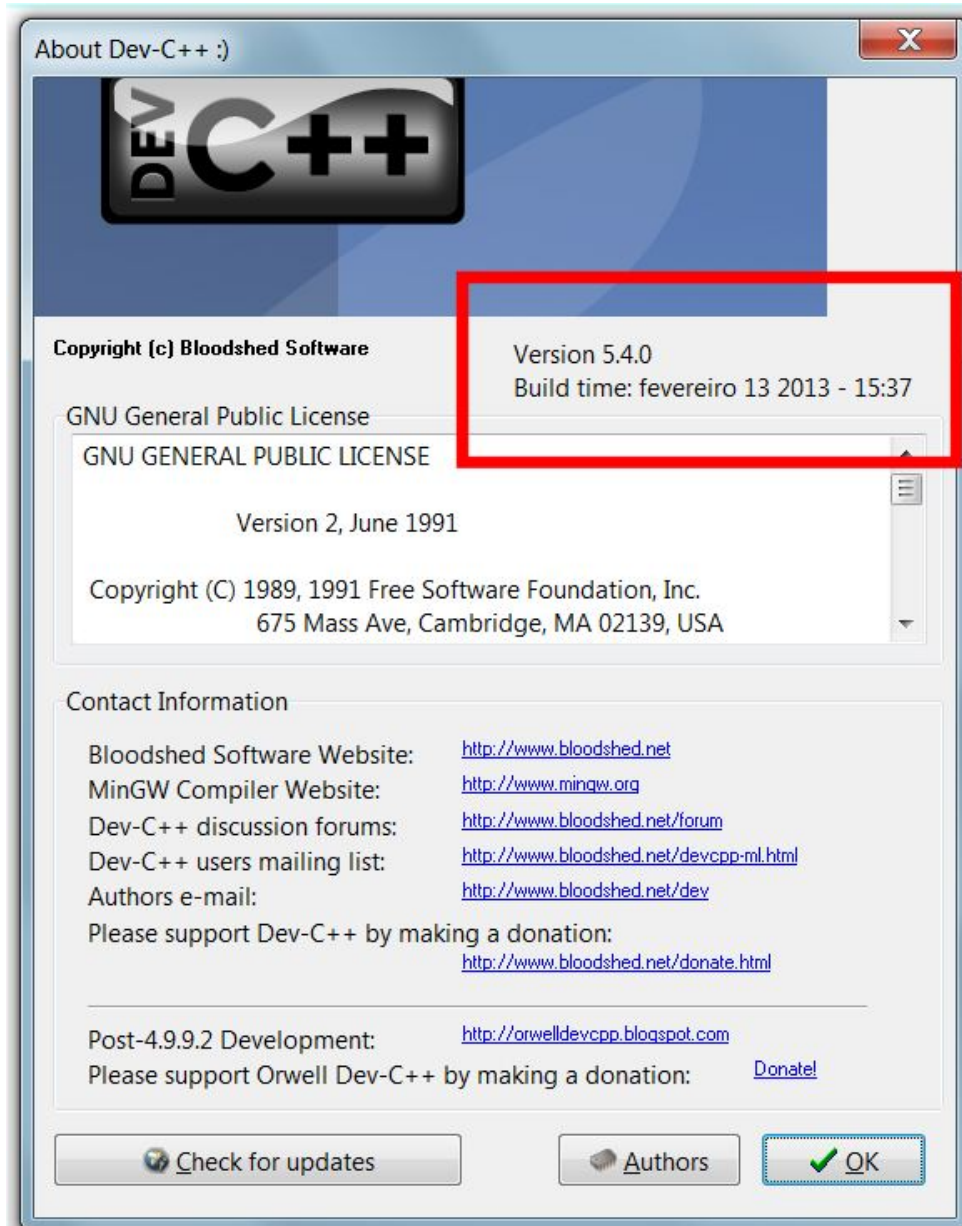 About Dev-C++ :)
DEV
C++
Copyright (c) Bloodshed Software
Version 5.4.0
Build time: fevereiro 13 2013 - 15:37
GNU General Public License
GNU GENERAL PUBLIC LICENSE
Version 2, June 1991
Copyright (C) 1989, 1991 Free Software Foundation, Inc.
675 Mass Ave, Cambridge, MA 02139, USA
Contact Information
Bloodshed Software Website: http://www.bloodshed.net
MinGW Compiler Website: http://www.mingw.org
Dev-C++ discussion forums: http://www.bloodshed.net/forum
Dev-C++ users mailing list: http://www.bloodshed.net/devcpp-ml.html
Authors e-mail: http://www.bloodshed.net/dev
Please support Dev-C++ by making a donation:
http://www.bloodshed.net/donate.html
Post-4.9.9.2 Development: http://orwelldevcpp.blogspot.com
Please support Orwell Dev-C++ by making a donation: Donate!
Check for updates Authors OK